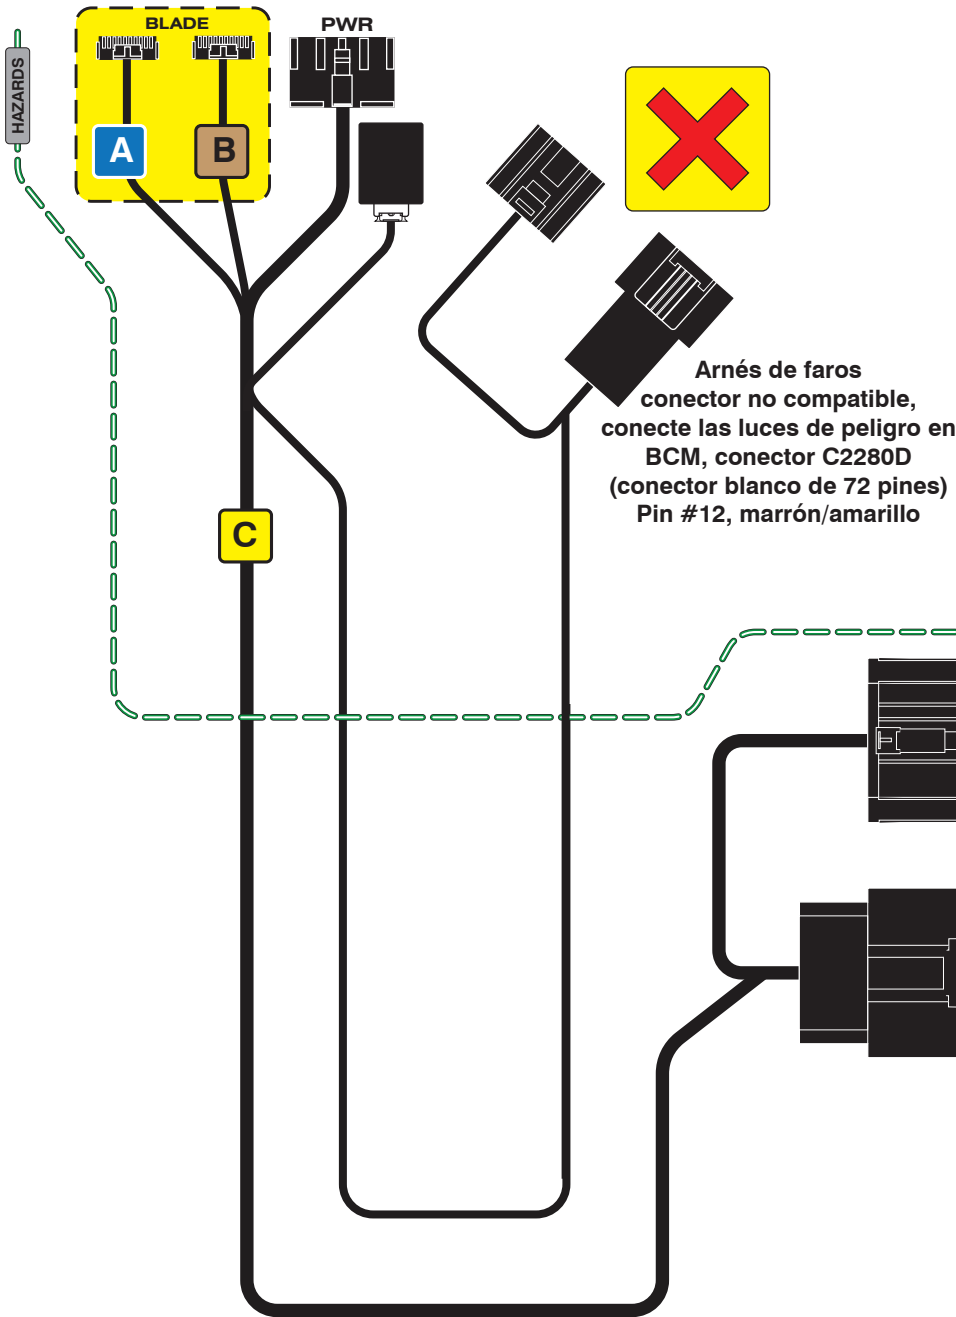 BLADE
PWR
HAZARDS
A
B
Arnés de faros
conector no compatible,
conecte las luces de peligro en
BCM, conector C2280D
(conector blanco de 72 pines)
Pin #12, marrón/amarillo
C